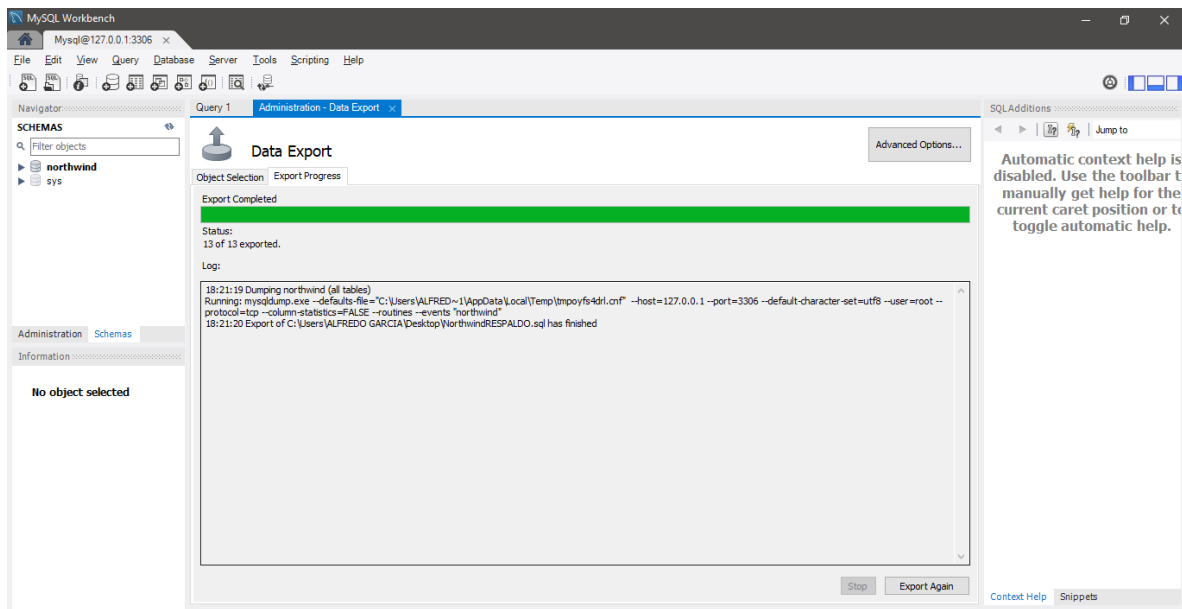 MySQL Workbench
Mysql@127.0.0.1:3306
File Edit View Query Database Server Tools Scripting Help
Navigator
SCHEMAS
Filter objects
northwind
sys
Administration Schemas
Information
No object selected
Query 1 Administration - Data Export
Data Export
Advanced Options...
Object Selection Export Progress
Export Completed
Status:
13 of 13 exported.
Log:
18:21:19 Dumping northwind (all tables)
Running: mysqldump.exe --defaults-file="C:\Users\ALFRED~1\AppData\Local\Temp\tmpoyfs4drl.cnf" --host=127.0.0.1 --port=3306 --default-character-set=utf8 --user=root --
protocol=tcp --column-statistics=FALSE --routines --events "northwind"
18:21:20 Export of C:\Users\ALFREDO GARCIA\Desktop\NorthwindRESPALDO.sql has finished
Stop Export Again
SQLAdditions
Jump to
Automatic context help is
disabled. Use the toolbar t
manually get help for the
current caret position or to
toggle automatic help.
Context Help Snippets